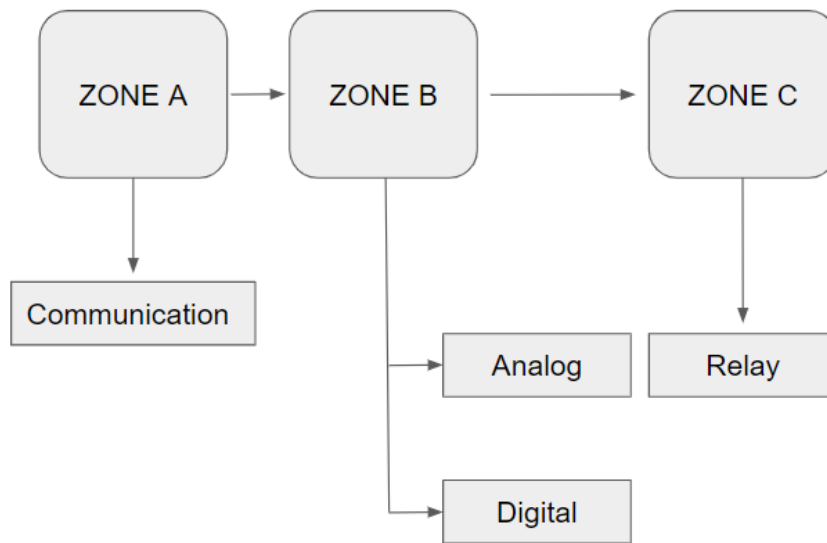 ZONE A
ZONE B
ZONE C
Communication
Analog
Relay
Digital